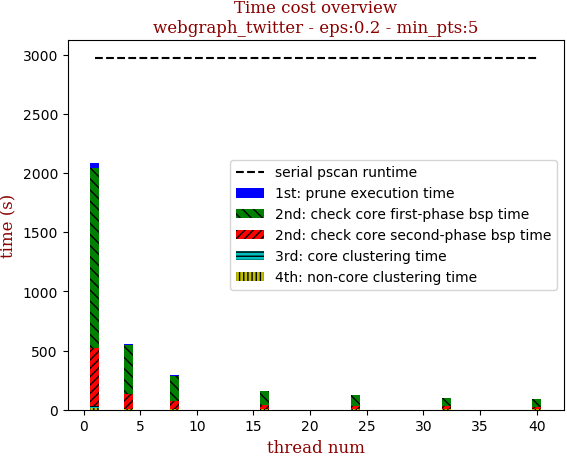 Time cost overview
webgraph_twitter - eps:0.2 - min_pts:5
time (s)
3000
2500
2000
1500
1000
500
0
serial pscan runtime
1st: prune execution time
2nd: check core first-phase bsp time
2nd: check core second-phase bsp time
3rd: core clustering time
4th: non-core clustering time
0 5 10 15 20 25 30 35 40
thread num